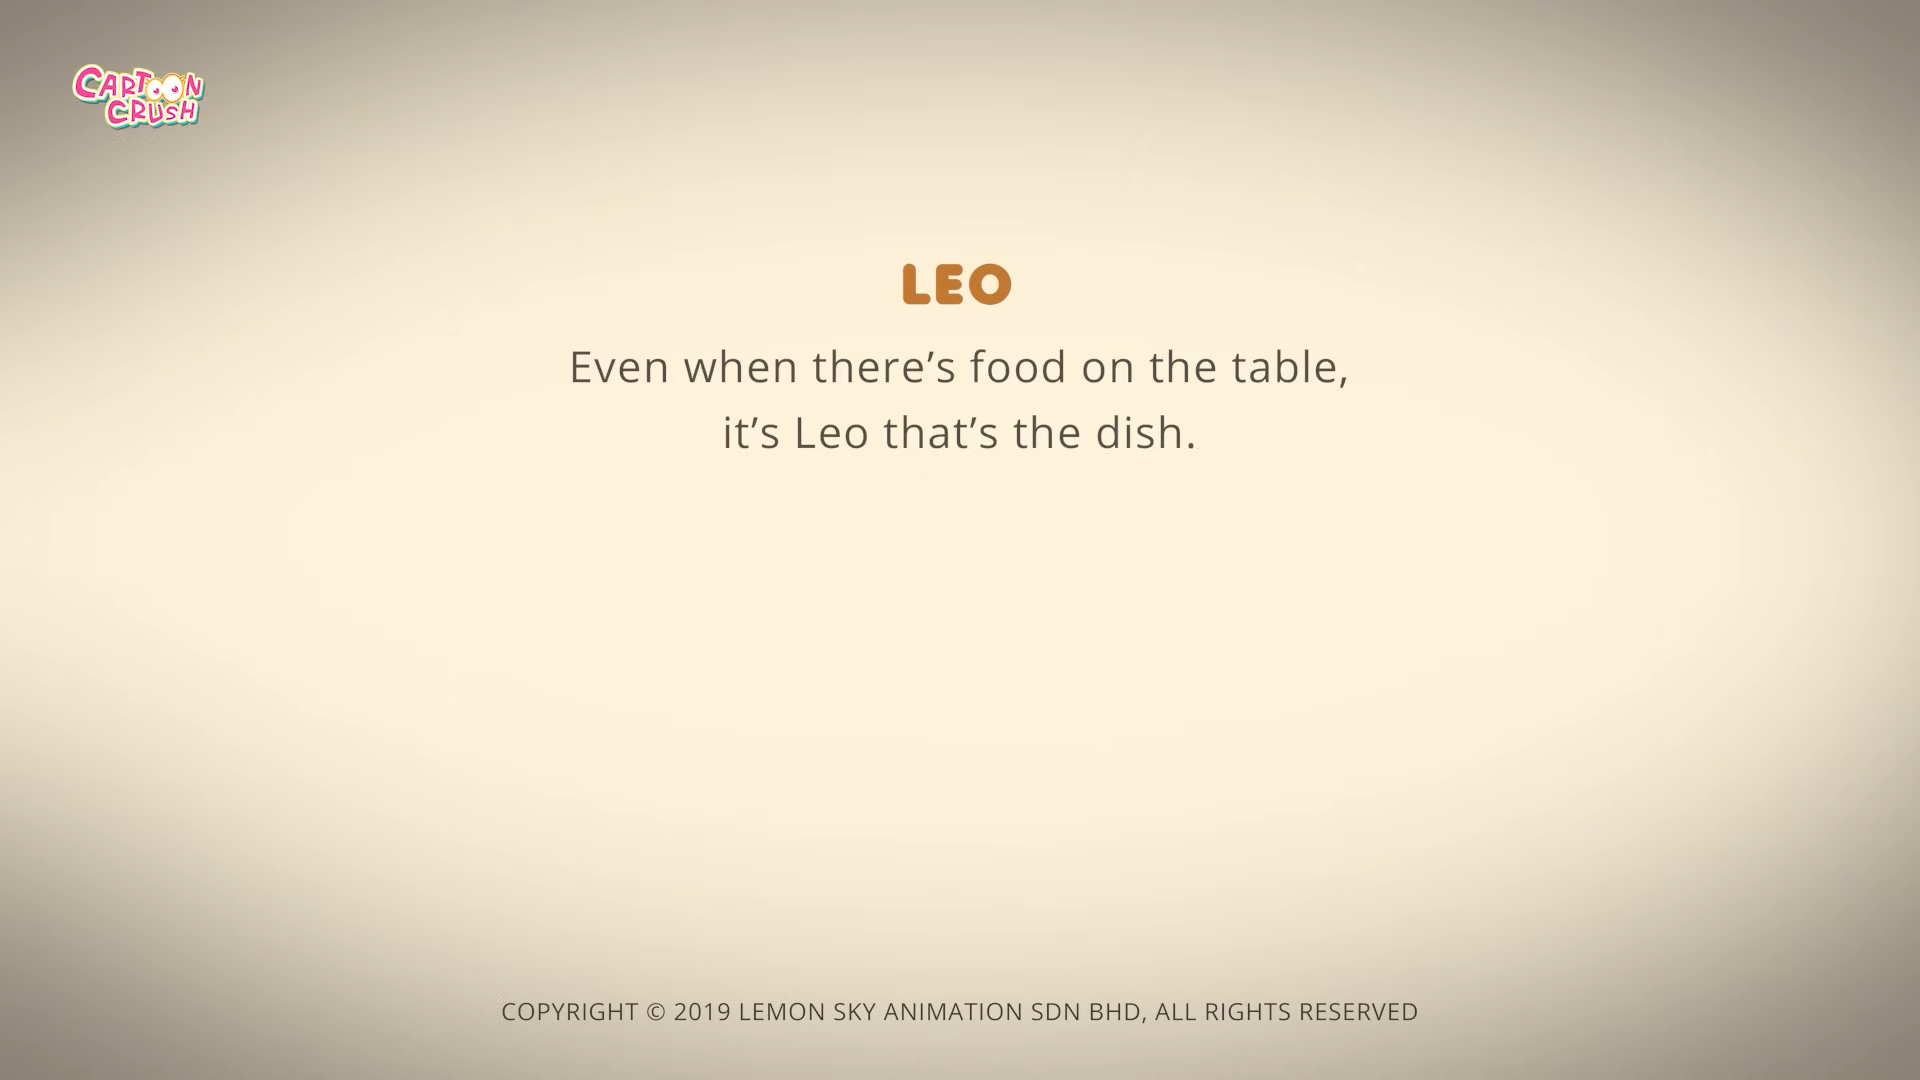 CARTOON
CRUSH
LEO
Even when there’s food on the table,
it’s Leo that’s the dish.
COPYRIGHT © 2019 LEMON SKY ANIMATION SDN BHD, ALL RIGHTS RESERVED